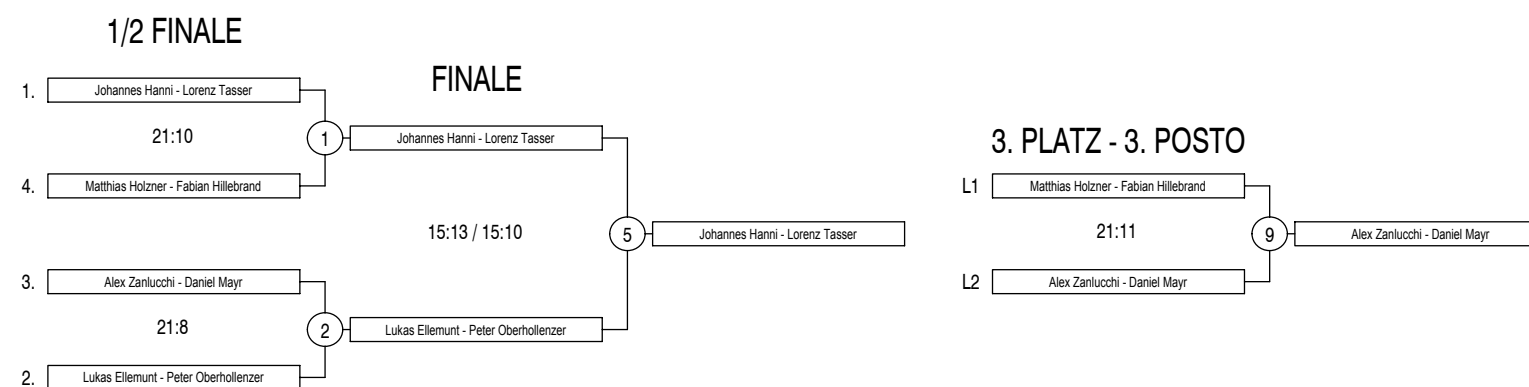 1/2 FINALE
FINALE
1. Johannes Hanni - Lorenz Tasser
21:10
1
Johannes Hanni - Lorenz Tasser
4. Matthias Holzner - Fabian Hillebrand
15:13 / 15:10
5
Johannes Hanni - Lorenz Tasser
3. Alex Zanlucchi - Daniel Mayr
21:8
2
Lukas Ellemunt - Peter Oberhollenzer
2. Lukas Ellemunt - Peter Oberhollenzer
3. PLATZ - 3. POSTO
L1 Matthias Holzner - Fabian Hillebrand
21:11
9
Alex Zanlucchi - Daniel Mayr
L2 Alex Zanlucchi - Daniel Mayr